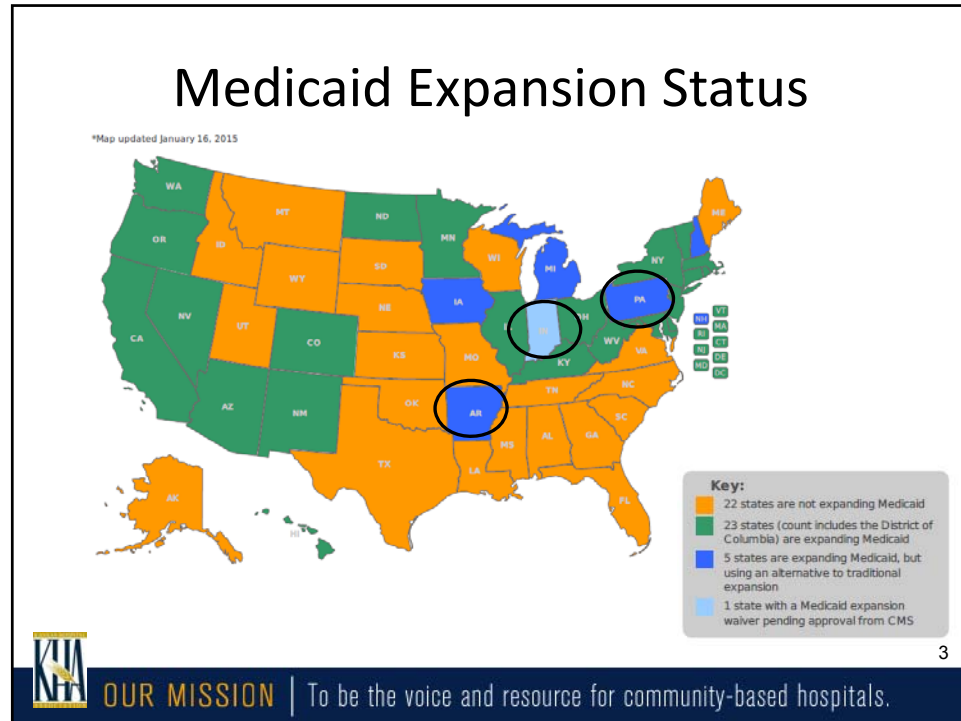 Medicaid Expansion Status
*Map updated January 16, 2015
WA
OR
ID
MT
ND
MN
WI
MI
NY
ME
SD
WY
NV
UT
CA
CO
NE
IA
PA
OH
WV
VA
KS
MO
KY
AZ
NM
OK
AR
TN
NC
SC
TX
LA
MS
AL
GA
FL
AK
HI
NH
VT
RI
MA
NJ
CT
MD
DE
DC
Key:
22 states are not expanding Medicaid
23 states (count includes the District of
Columbia) are expanding Medicaid
5 states are expanding Medicaid, but
using an alternative to traditional
expansion
1 state with a Medicaid expansion
waiver pending approval from CMS
3
KHA
OUR MISSION | To be the voice and resource for community-based hospitals.